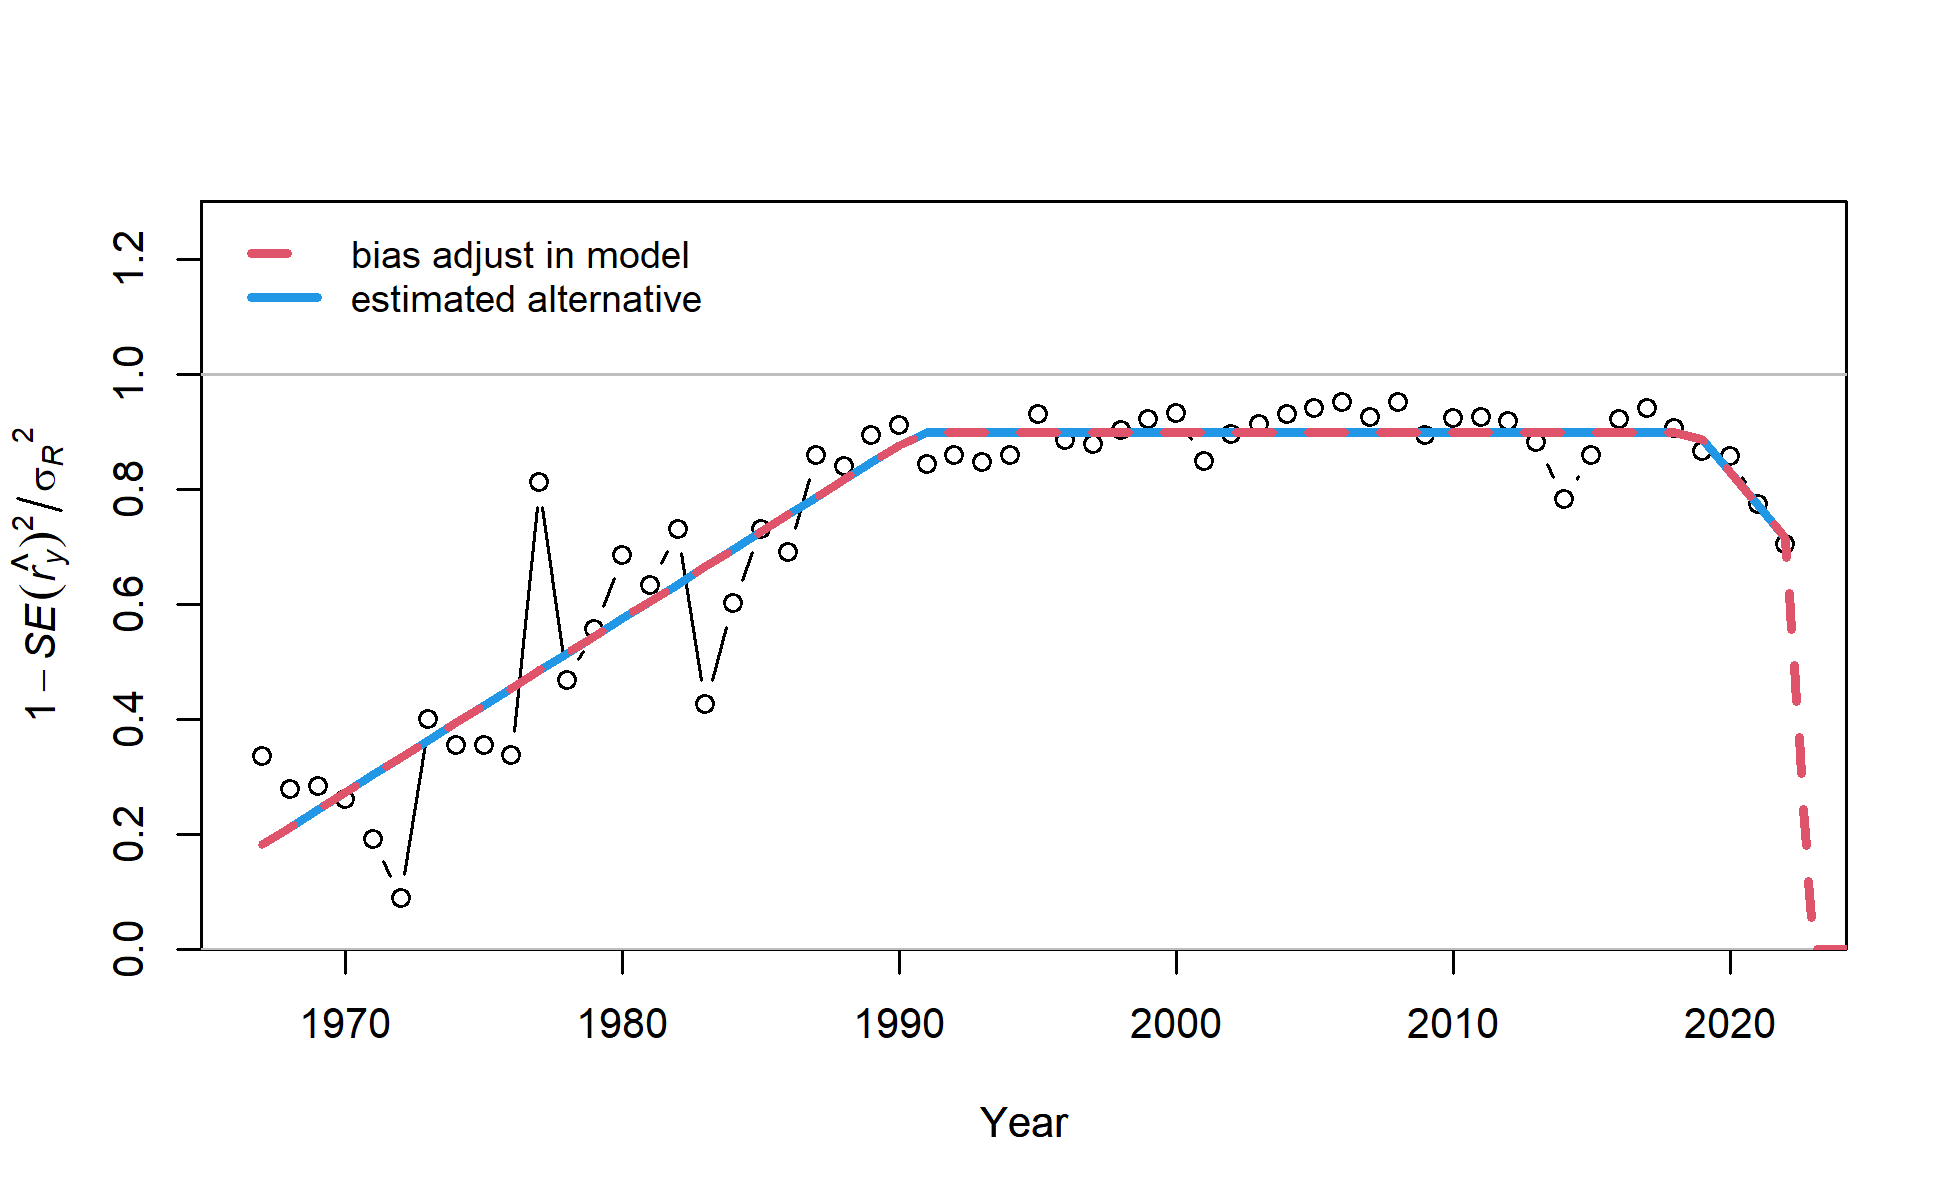 bias adjust in model
estimated alternative
1 − SE(r̂y)² / σR²
1.2
1.0
0.8
0.6
0.4
0.2
0.0
1970 1980 1990 2000 2010 2020
Year